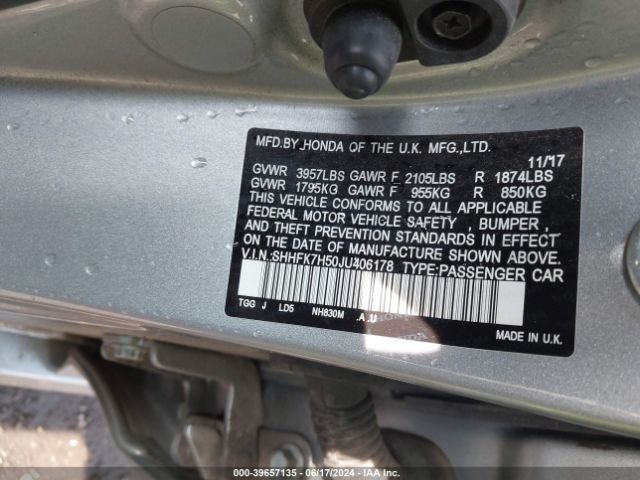 MFD.BY HONDA OF THE U.K. MFG.,LTD.
11/17
GVWR 3957LBS GAWR F 2105LBS R 1874LBS
GVWR 1795KG GAWR F 955KG R 850KG
THIS VEHICLE CONFORMS TO ALL APPLICABLE
FEDERAL MOTOR VEHICLE SAFETY , BUMPER ,
AND THEFT PREVENTION STANDARDS IN EFFECT
ON THE DATE OF MANUFACTURE SHOWN ABOVE.
V.I.N.:SHHFK7H50JU406178 TYPE:PASSENGER CAR
TGG J LD5 NH830M .A U
MADE IN U.K.
000-39657135 - 06/17/2024 - IAA Inc.